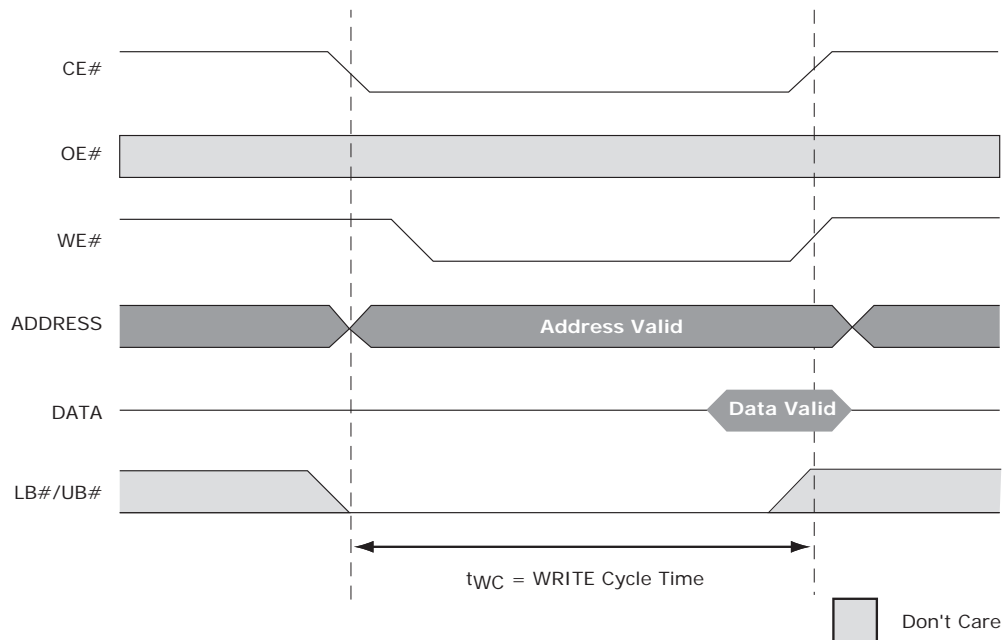 CE#
OE#
WE#
ADDRESS
Address Valid
DATA
Data Valid
LB#/UB#
tWC = WRITE Cycle Time
Don't Care